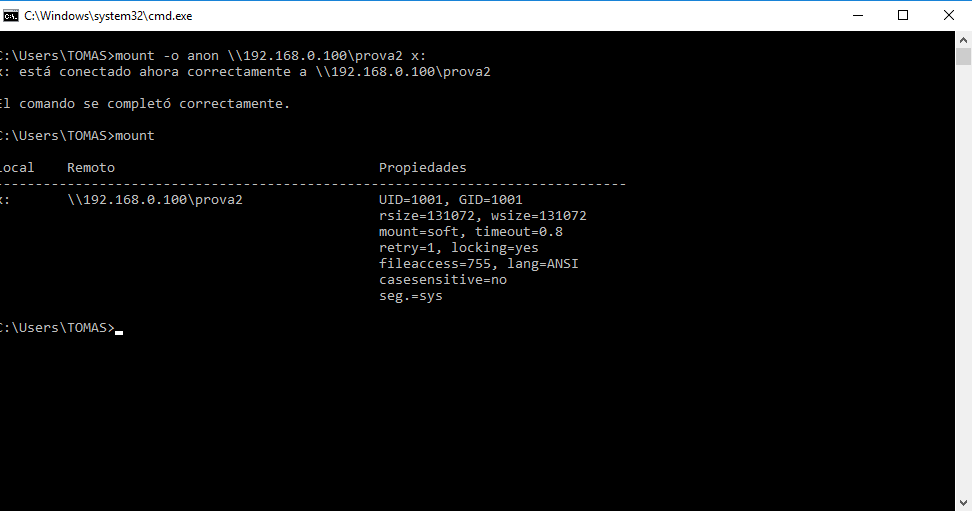 C:\Windows\system32\cmd.exe
C:\Users\TOMAS>mount -o anon \\192.168.0.100\prova2 x:
x: está conectado ahora correctamente a \\192.168.0.100\prova2
El comando se completó correctamente.
C:\Users\TOMAS>mount
Local Remoto Propiedades
-------------------------------------------------------------------------------
x: \\192.168.0.100\prova2 UID=1001, GID=1001
rsize=131072, wsize=131072
mount=soft, timeout=0.8
retry=1, locking=yes
fileaccess=755, lang=ANSI
casesensitive=no
seg.=sys
C:\Users\TOMAS>